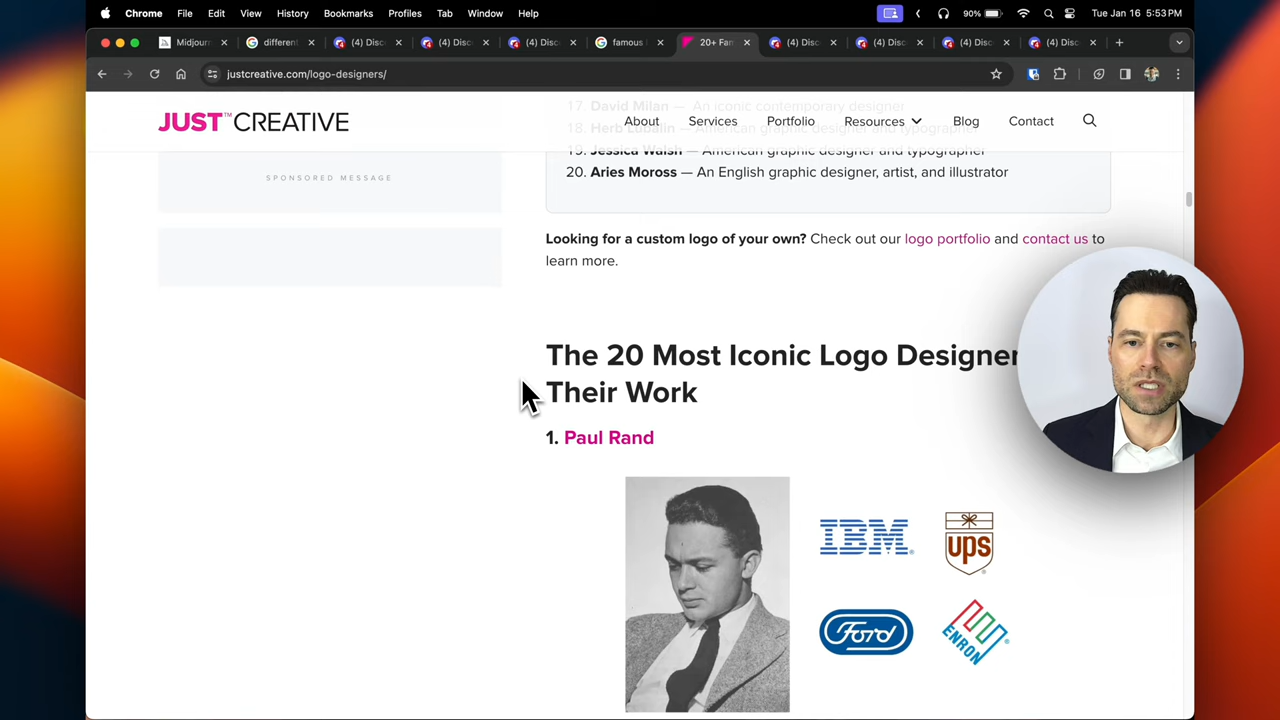 Chrome File Edit View History Bookmarks Profiles Tab Window Help 90% Tue Jan 16 5:53 PM
Midjourn different (4) Disc (4) Disc (4) Disc famous 20+ Fam (4) Disc (4) Disc (4) Disc (4) Disc
justcreative.com/logo-designers/
JUST™ CREATIVE About Services Portfolio Resources Blog Contact
17. David Milan — An iconic contemporary designer
18. Herb Lubalin — American graphic designer and typographer
19. Jessica Walsh — American graphic designer and typographer
20. Aries Moross — An English graphic designer, artist, and illustrator
SPONSORED MESSAGE
Looking for a custom logo of your own? Check out our logo portfolio and contact us to
learn more.
The 20 Most Iconic Logo Designer
Their Work
1. Paul Rand
IBM®
ups
Ford
ENRON